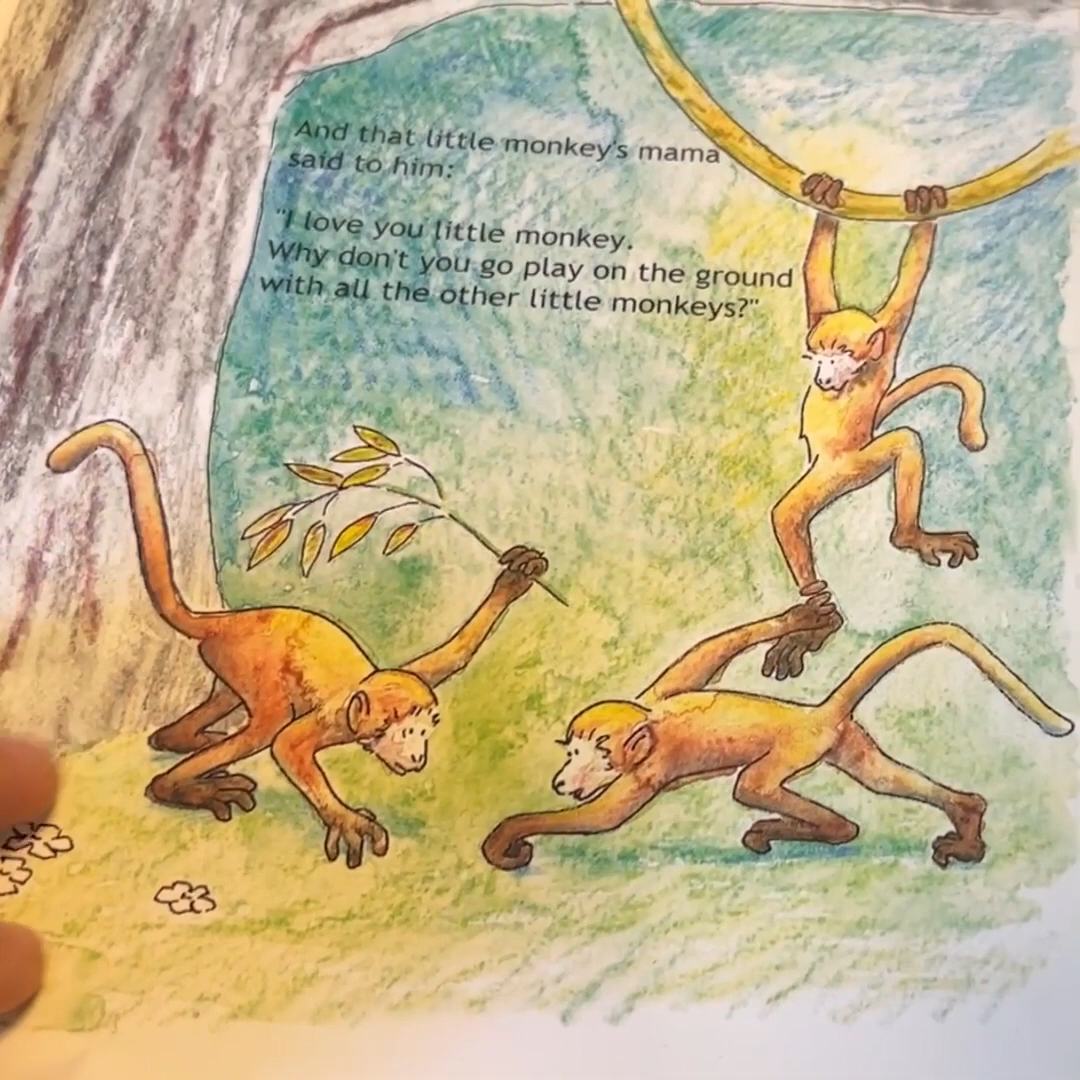 And that little monkey's mama
said to him:
"I love you little monkey.
Why don't you go play on the ground
with all the other little monkeys?"